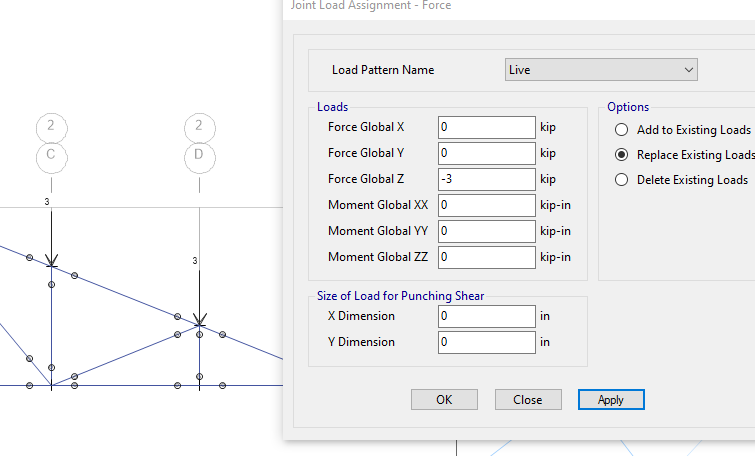 Joint Load Assignment - Force
Load Pattern Name Live
Loads
Force Global X 0 kip
Force Global Y 0 kip
Force Global Z -3 kip
Moment Global XX 0 kip-in
Moment Global YY 0 kip-in
Moment Global ZZ 0 kip-in
Options
Add to Existing Loads
Replace Existing Loads
Delete Existing Loads
Size of Load for Punching Shear
X Dimension 0 in
Y Dimension 0 in
OK Close Apply
2 2
C D
3
3